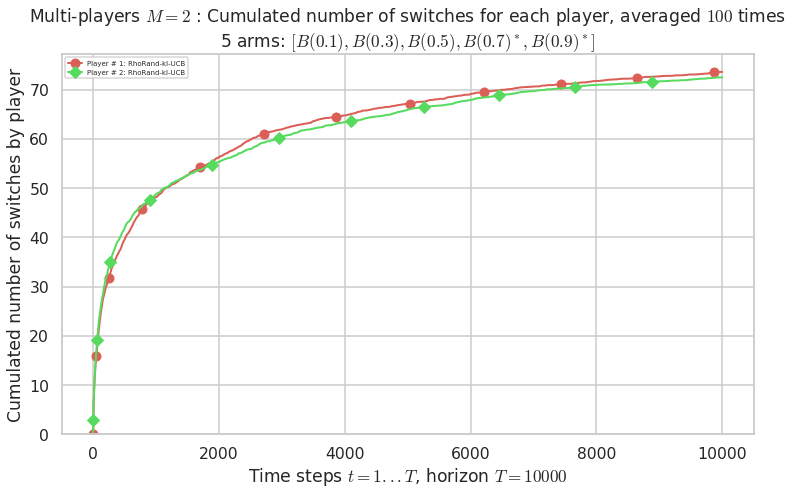 Multi-players M = 2 : Cumulated number of switches for each player, averaged 100 times
5 arms: [B(0.1), B(0.3), B(0.5), B(0.7)*, B(0.9)*]
Player # 1: RhoRand-kl-UCB
Player # 2: RhoRand-kl-UCB
Cumulated number of switches by player
70
60
50
40
30
20
10
0
0 2000 4000 6000 8000 10000
Time steps t = 1...T, horizon T = 10000